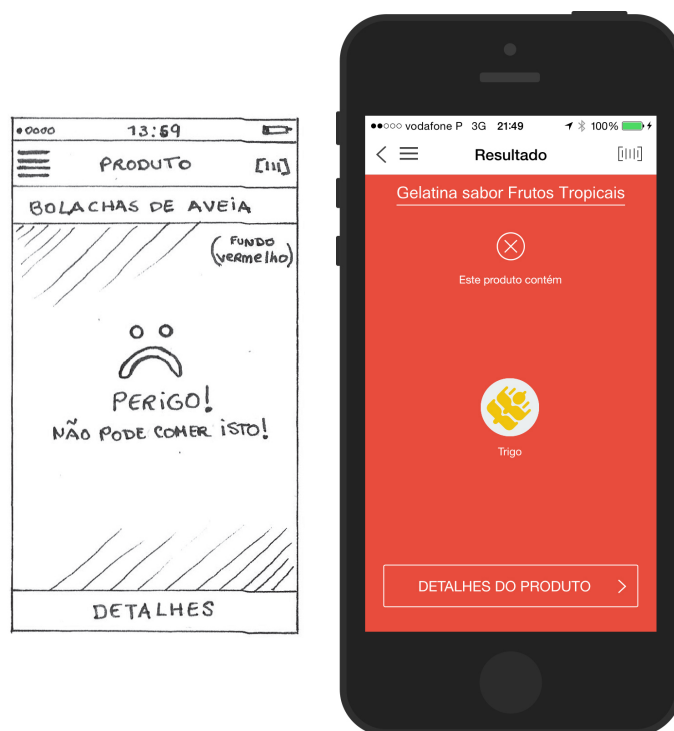 13:59
PRODUTO
BOLACHAS DE AVEIA
(FUNDO
vermelho)
PERIGO!
NÃO PODE COMER ISTO!
DETALHES
vodafone P 3G 21:49 100%
Resultado
Gelatina sabor Frutos Tropicais
Este produto contém
Trigo
DETALHES DO PRODUTO